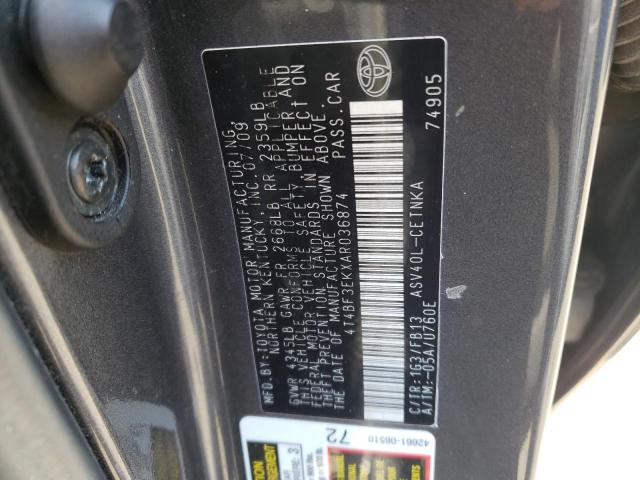 MFD.BY:TOYOTA MOTOR MANUFACTURING,
NORTHERN KENTUCKY, INC.07/09
GVWR 4345LB GAWR FR 2668LB RR 2359LB
THIS VEHICLE CONFORMS TO ALL APPLICABLE
FEDERAL MOTOR VEHICLE SAFETY, BUMPER AND
THEFT PREVENTION STANDARDS IN EFFECT ON
THE DATE OF MANUFACTURE SHOWN ABOVE.
4T4BF3EKXAR036874 PASS.CAR
C/TR:1G3/FB13 ASV40L-CETNKA
A/TM:-05A/U760E
74905
42661-06510
72
3